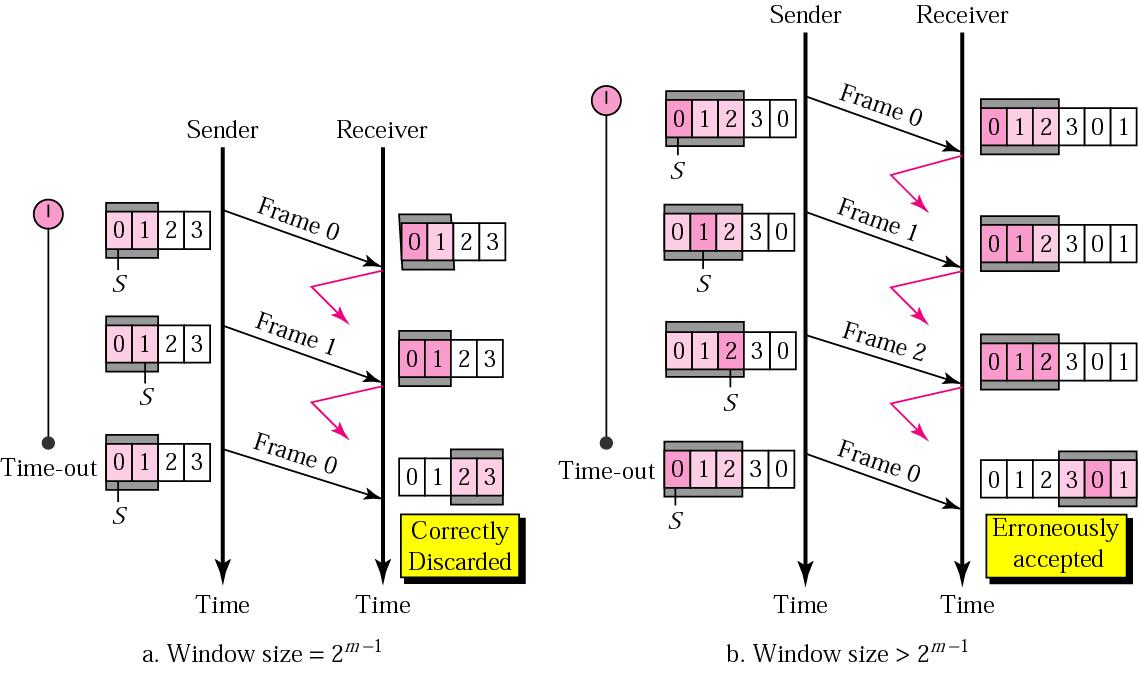 Sender
Receiver
Frame 0
0 1 2 3
S
0 1 2 3
Frame 1
0 1 2 3
S
0 1 2 3
Time-out
Frame 0
0 1 2 3
S
0 1 2 3
Correctly
Discarded
Time
Time
a. Window size = 2^{m-1}
Sender
Receiver
Frame 0
0 1 2 3 0
S
0 1 2 3 0 1
Frame 1
0 1 2 3 0
S
0 1 2 3 0 1
Frame 2
0 1 2 3 0
S
0 1 2 3 0 1
Time-out
Frame 0
0 1 2 3 0
S
0 1 2 3 0 1
Erroneously
accepted
Time
Time
b. Window size > 2^{m-1}